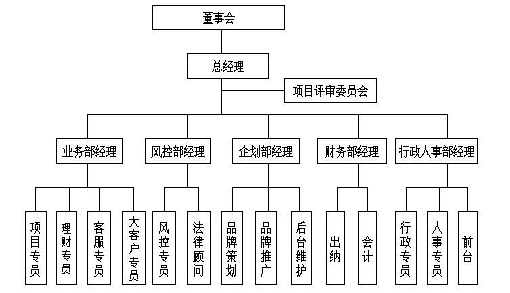 董事会
总经理
项目评审委员会
业务部经理
风控部经理
企划部经理
财务部经理
行政人事部经理
项目专员
理财专员
客服专员
大客户专员
风控专员
法律顾问
品牌策划
品牌推广
后台维护
出纳
会计
行政专员
人事专员
前台